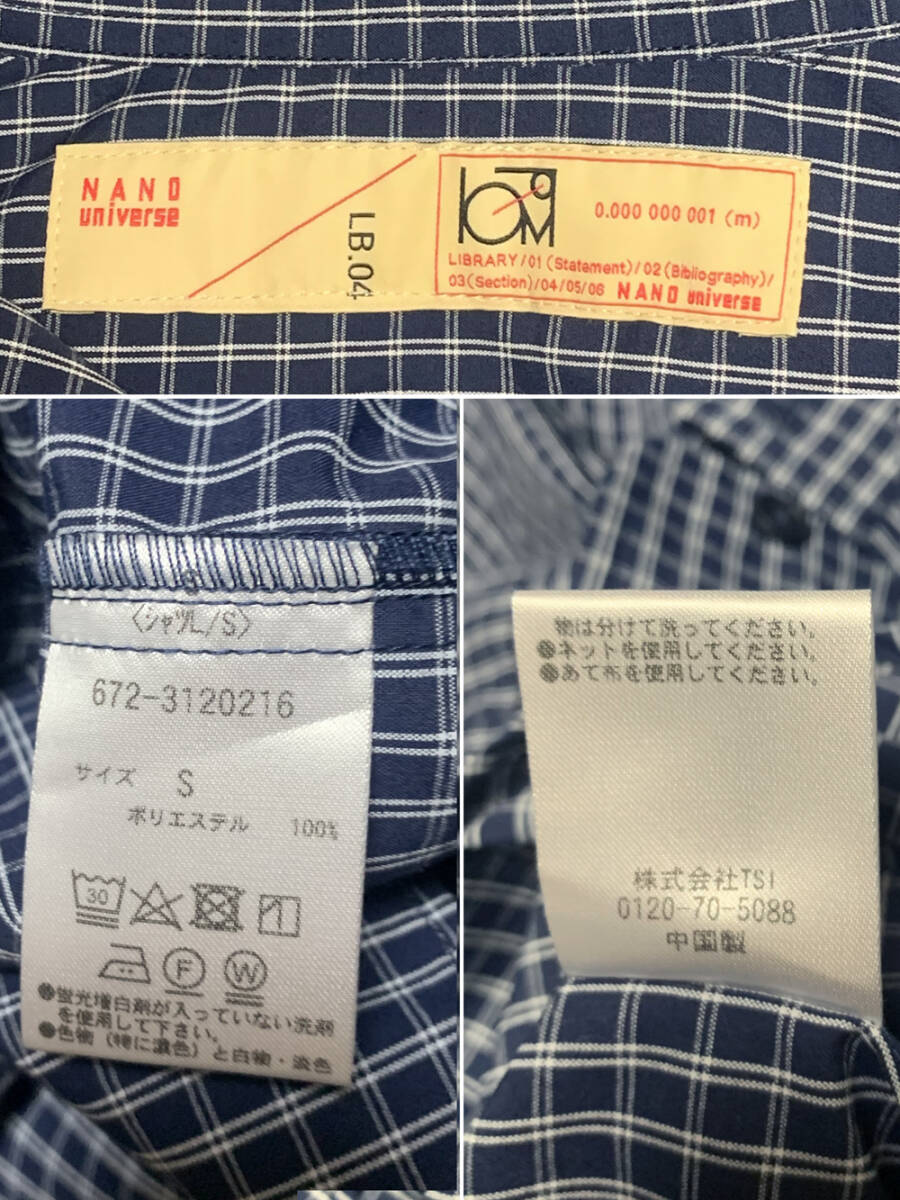 NANO
universe
LB.04
0.000 000 001 (m)
LIBRARY/01 (Statement)/02 (Bibliography)/
03 (Section)/04/05/06 NANO universe
S
〈シャツL/S〉
672-3120216
サイズ S
ポリエステル 100%
30
F
W
蛍光増白剤が入っていない洗剤
を使用して下さい。
色物（特に濃色）と白物・淡色
物は分けて洗ってください。
ネットを使用してください。
あて布を使用してください。
株式会社TSI
0120-70-5088
中国製